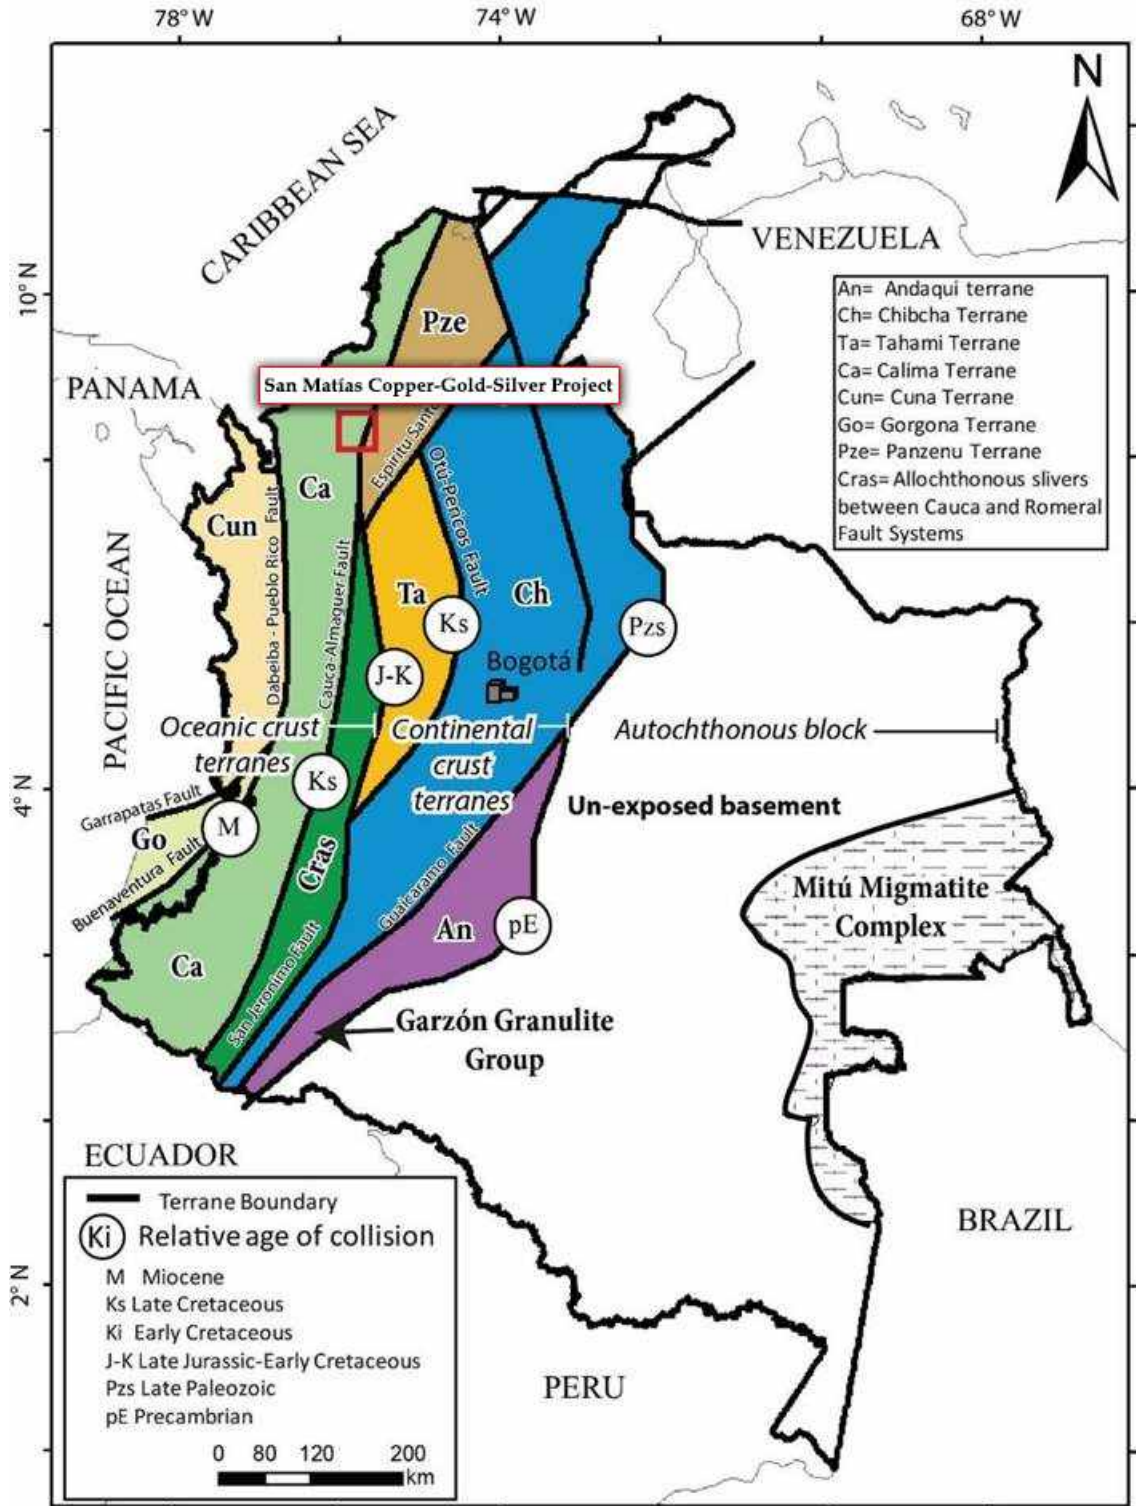 78° W
74° W
68° W
N
CARIBBEAN SEA
VENEZUELA
10° N
An= Andaqui terrane
Ch= Chibcha Terrane
Ta= Tahami Terrane
Ca= Calima Terrane
Cun= Cuna Terrane
Go= Gorgona Terrane
Pze= Panzenu Terrane
Cras= Allochthonous slivers
between Cauca and Romeral
Fault Systems
Pze
PANAMA
San Matías Copper-Gold-Silver Project
Espiritu Santo
Otú-Pericos Fault
Ca
Cun
Dabeiba - Pueblo Rico Fault
Cauca-Almaguer Fault
PACIFIC OCEAN
Ta
Ks
Ch
Pzs
J-K
Bogotá
Oceanic crust
terranes
Continental
crust
terranes
Autochthonous block
Ks
4° N
Garrapatas Fault
Go
M
Buenaventura Fault
Cras
Un-exposed basement
Guaicaramo Fault
Mitú Migmatite
Complex
An
pE
Ca
San Jeronimo Fault
Garzón Granulite
Group
ECUADOR
BRAZIL
PERU
2° N
Terrane Boundary
Ki Relative age of collision
M Miocene
Ks Late Cretaceous
Ki Early Cretaceous
J-K Late Jurassic-Early Cretaceous
Pzs Late Paleozoic
pE Precambrian
0 80 120 200
km